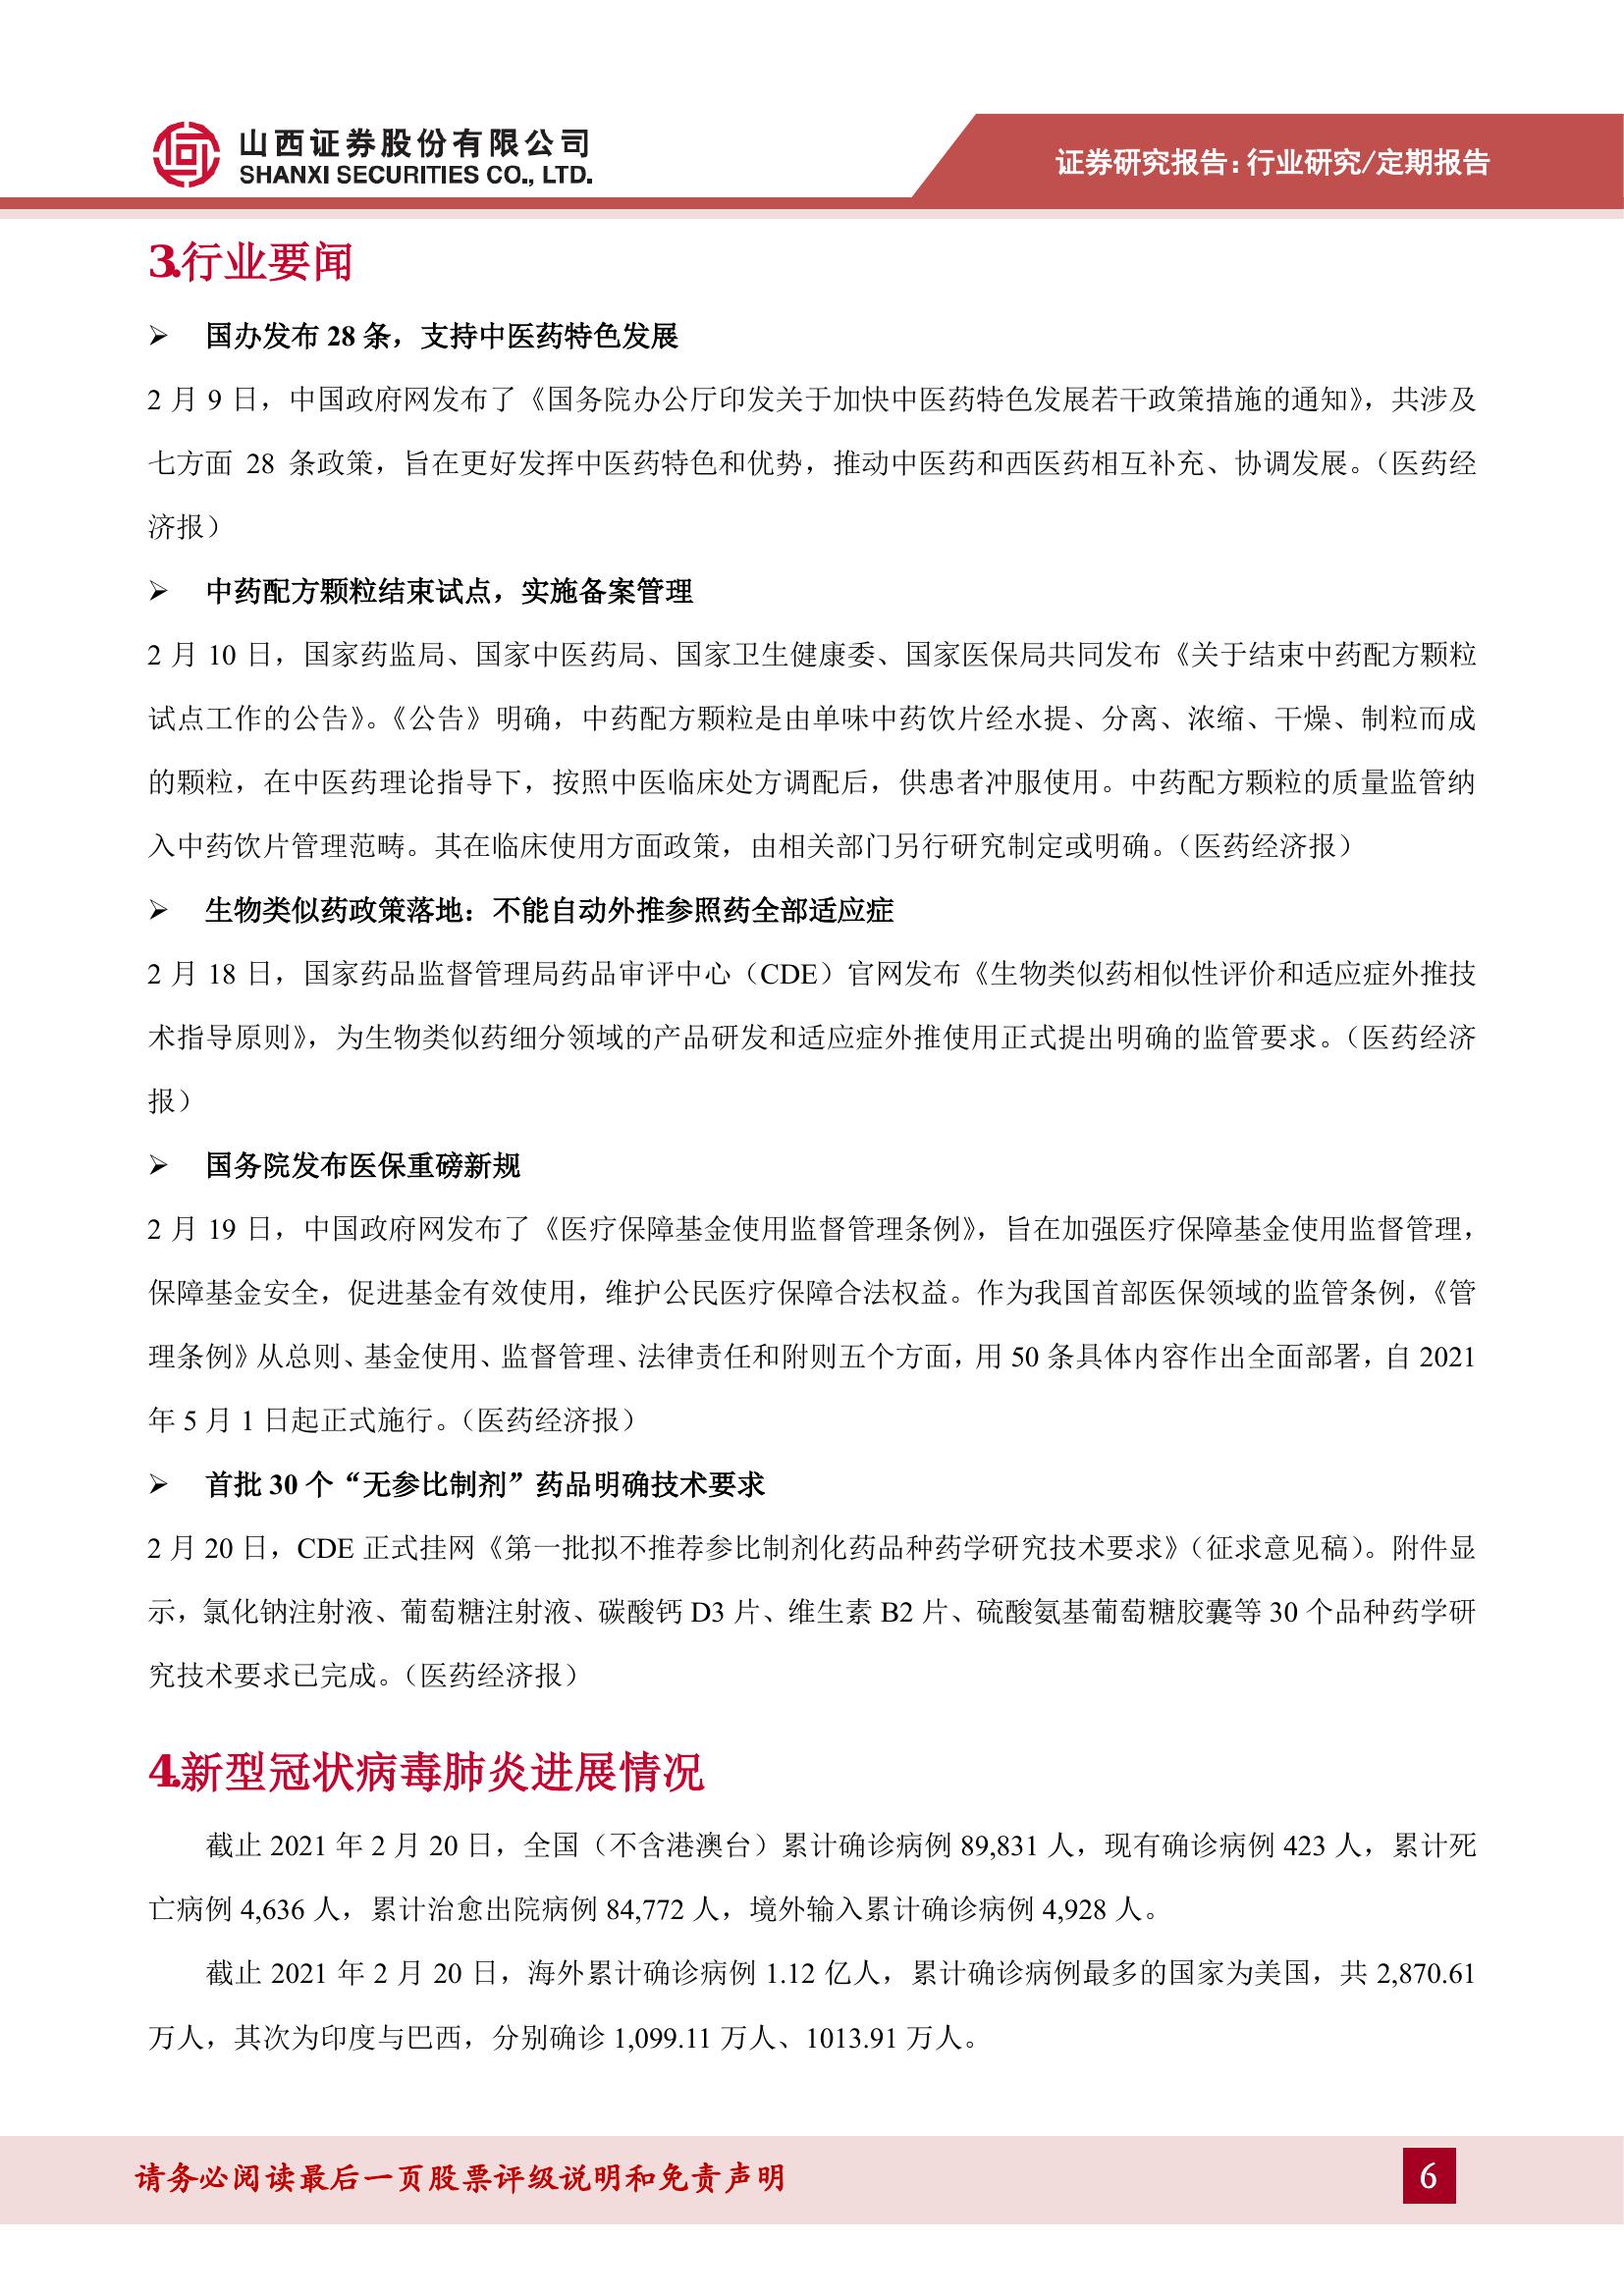 山西证券股份有限公司
SHANXI SECURITIES CO., LTD.
证券研究报告：行业研究/定期报告
3.行业要闻
➢ 国办发布 28 条，支持中医药特色发展
2 月 9 日，中国政府网发布了《国务院办公厅印发关于加快中医药特色发展若干政策措施的通知》，共涉及
七方面 28 条政策，旨在更好发挥中医药特色和优势，推动中医药和西医药相互补充、协调发展。（医药经
济报）
➢ 中药配方颗粒结束试点，实施备案管理
2 月 10 日，国家药监局、国家中医药局、国家卫生健康委、国家医保局共同发布《关于结束中药配方颗粒
试点工作的公告》。《公告》明确，中药配方颗粒是由单味中药饮片经水提、分离、浓缩、干燥、制粒而成
的颗粒，在中医药理论指导下，按照中医临床处方调配后，供患者冲服使用。中药配方颗粒的质量监管纳
入中药饮片管理范畴。其在临床使用方面政策，由相关部门另行研究制定或明确。（医药经济报）
➢ 生物类似药政策落地：不能自动外推参照药全部适应症
2 月 18 日，国家药品监督管理局药品审评中心（CDE）官网发布《生物类似药相似性评价和适应症外推技
术指导原则》，为生物类似药细分领域的产品研发和适应症外推使用正式提出明确的监管要求。（医药经济
报）
➢ 国务院发布医保重磅新规
2 月 19 日，中国政府网发布了《医疗保障基金使用监督管理条例》，旨在加强医疗保障基金使用监督管理，
保障基金安全，促进基金有效使用，维护公民医疗保障合法权益。作为我国首部医保领域的监管条例，《管
理条例》从总则、基金使用、监督管理、法律责任和附则五个方面，用 50 条具体内容作出全面部署，自 2021
年 5 月 1 日起正式施行。（医药经济报）
➢ 首批 30 个“无参比制剂”药品明确技术要求
2 月 20 日，CDE 正式挂网《第一批拟不推荐参比制剂化药品种药学研究技术要求》（征求意见稿）。附件显
示，氯化钠注射液、葡萄糖注射液、碳酸钙 D3 片、维生素 B2 片、硫酸氨基葡萄糖胶囊等 30 个品种药学研
究技术要求已完成。（医药经济报）
4.新型冠状病毒肺炎进展情况
截止 2021 年 2 月 20 日，全国（不含港澳台）累计确诊病例 89,831 人，现有确诊病例 423 人，累计死
亡病例 4,636 人，累计治愈出院病例 84,772 人，境外输入累计确诊病例 4,928 人。
截止 2021 年 2 月 20 日，海外累计确诊病例 1.12 亿人，累计确诊病例最多的国家为美国，共 2,870.61
万人，其次为印度与巴西，分别确诊 1,099.11 万人、1013.91 万人。
请务必阅读最后一页股票评级说明和免责声明
6